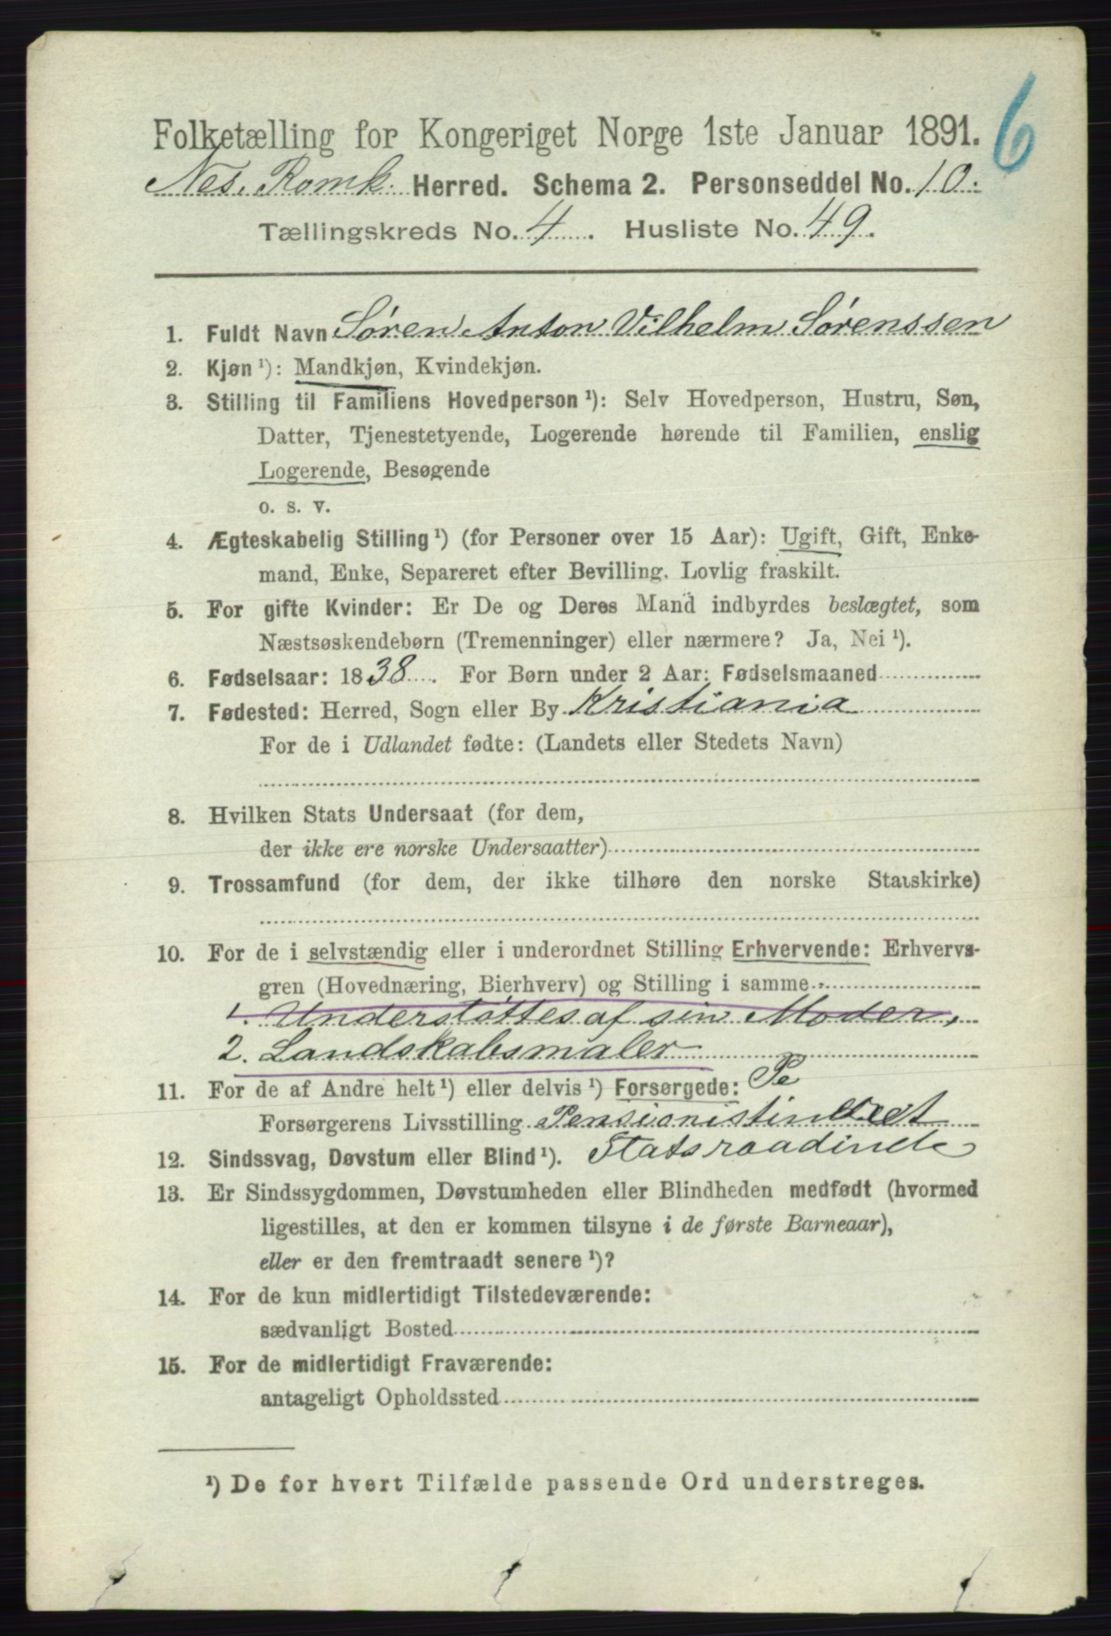 6
Folketælling for Kongeriget Norge 1ste Januar 1891.
Nes. Romk. Herred. Schema 2. Personseddel No. 10.
Tællingskreds No. 4. Husliste No. 49.
1. Fuldt Navn Søren Anton Vilhelm Sørenssen
2. Kjøn ¹): Mandkjøn, Kvindekjøn.
3. Stilling til Familiens Hovedperson ¹): Selv Hovedperson, Hustru, Søn,
Datter, Tjenestetyende, Logerende hørende til Familien, enslig
Logerende, Besøgende
o. s. v.
4. Ægteskabelig Stilling ¹) (for Personer over 15 Aar): Ugift, Gift, Enke-
mand, Enke, Separeret efter Bevilling. Lovlig fraskilt.
5. For gifte Kvinder: Er De og Deres Mand indbyrdes beslægtet, som
Næstsøskendebørn (Tremenninger) eller nærmere? Ja, Nei ¹).
6. Fødselsaar: 1838. For Børn under 2 Aar: Fødselsmaaned
7. Fødested: Herred, Sogn eller By Kristiania
For de i Udlandet fødte: (Landets eller Stedets Navn)
8. Hvilken Stats Undersaat (for dem,
der ikke ere norske Undersaatter)
9. Trossamfund (for dem, der ikke tilhøre den norske Statskirke)
10. For de i selvstændig eller i underordnet Stilling Erhvervende: Erhvervs-
gren (Hovednæring, Bierhverv) og Stilling i samme
1. Understøttes af sin Moder,
2. Landskabsmaler
11. For de af Andre helt ¹) eller delvis ¹) Forsørgede: Pe
Forsørgerens Livsstilling Pensionistinde
12. Sindssvag, Døvstum eller Blind ¹). Statsraadinde
13. Er Sindssygdommen, Døvstumheden eller Blindheden medfødt (hvormed
ligestilles, at den er kommen tilsyne i de første Barneaar),
eller er den fremtraadt senere ¹)?
14. For de kun midlertidigt Tilstedeværende:
sædvanligt Bosted
15. For de midlertidigt Fraværende:
antageligt Opholdssted
¹) De for hvert Tilfælde passende Ord understreges.